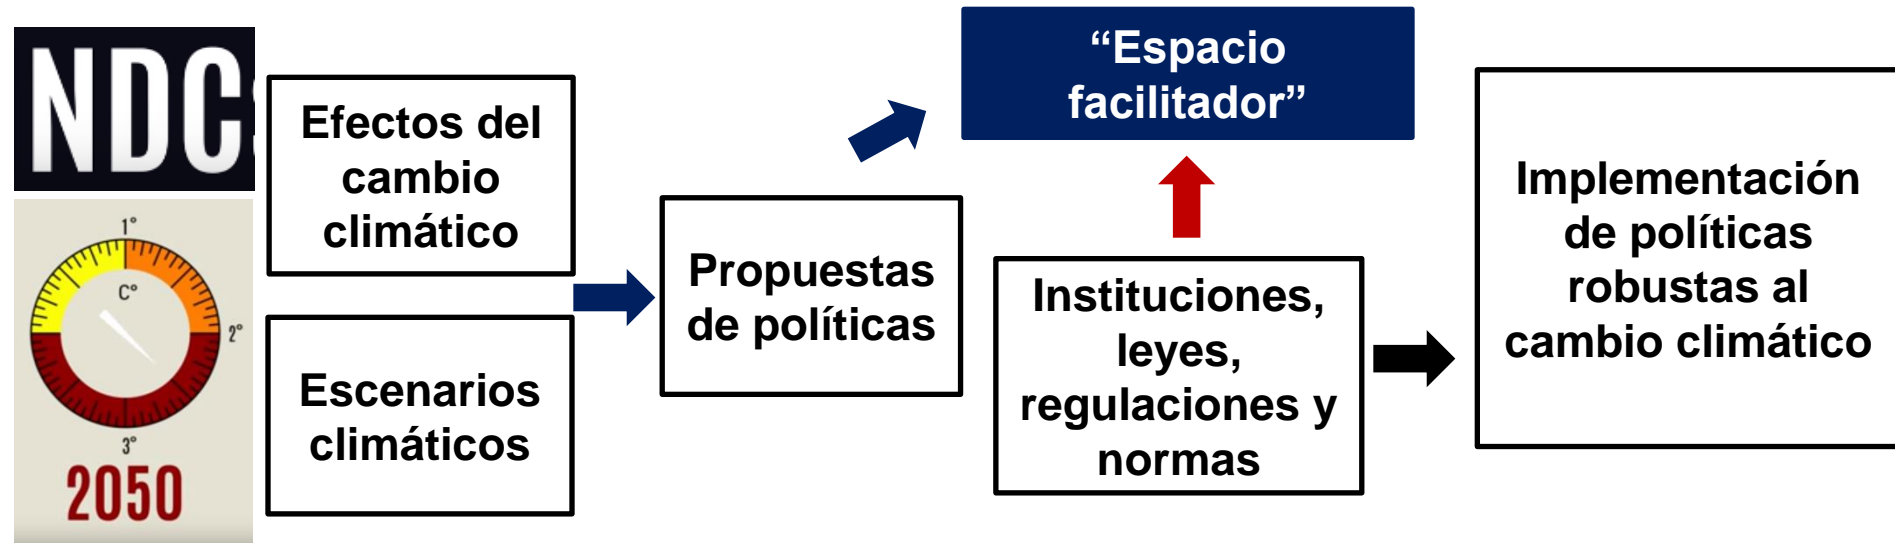 NDCs
1°
C°
2°
3°
2050
Efectos del
cambio
climático
Escenarios
climáticos
Propuestas
de políticas
“Espacio
facilitador”
Instituciones,
leyes,
regulaciones y
normas
Implementación
de políticas
robustas al
cambio climático